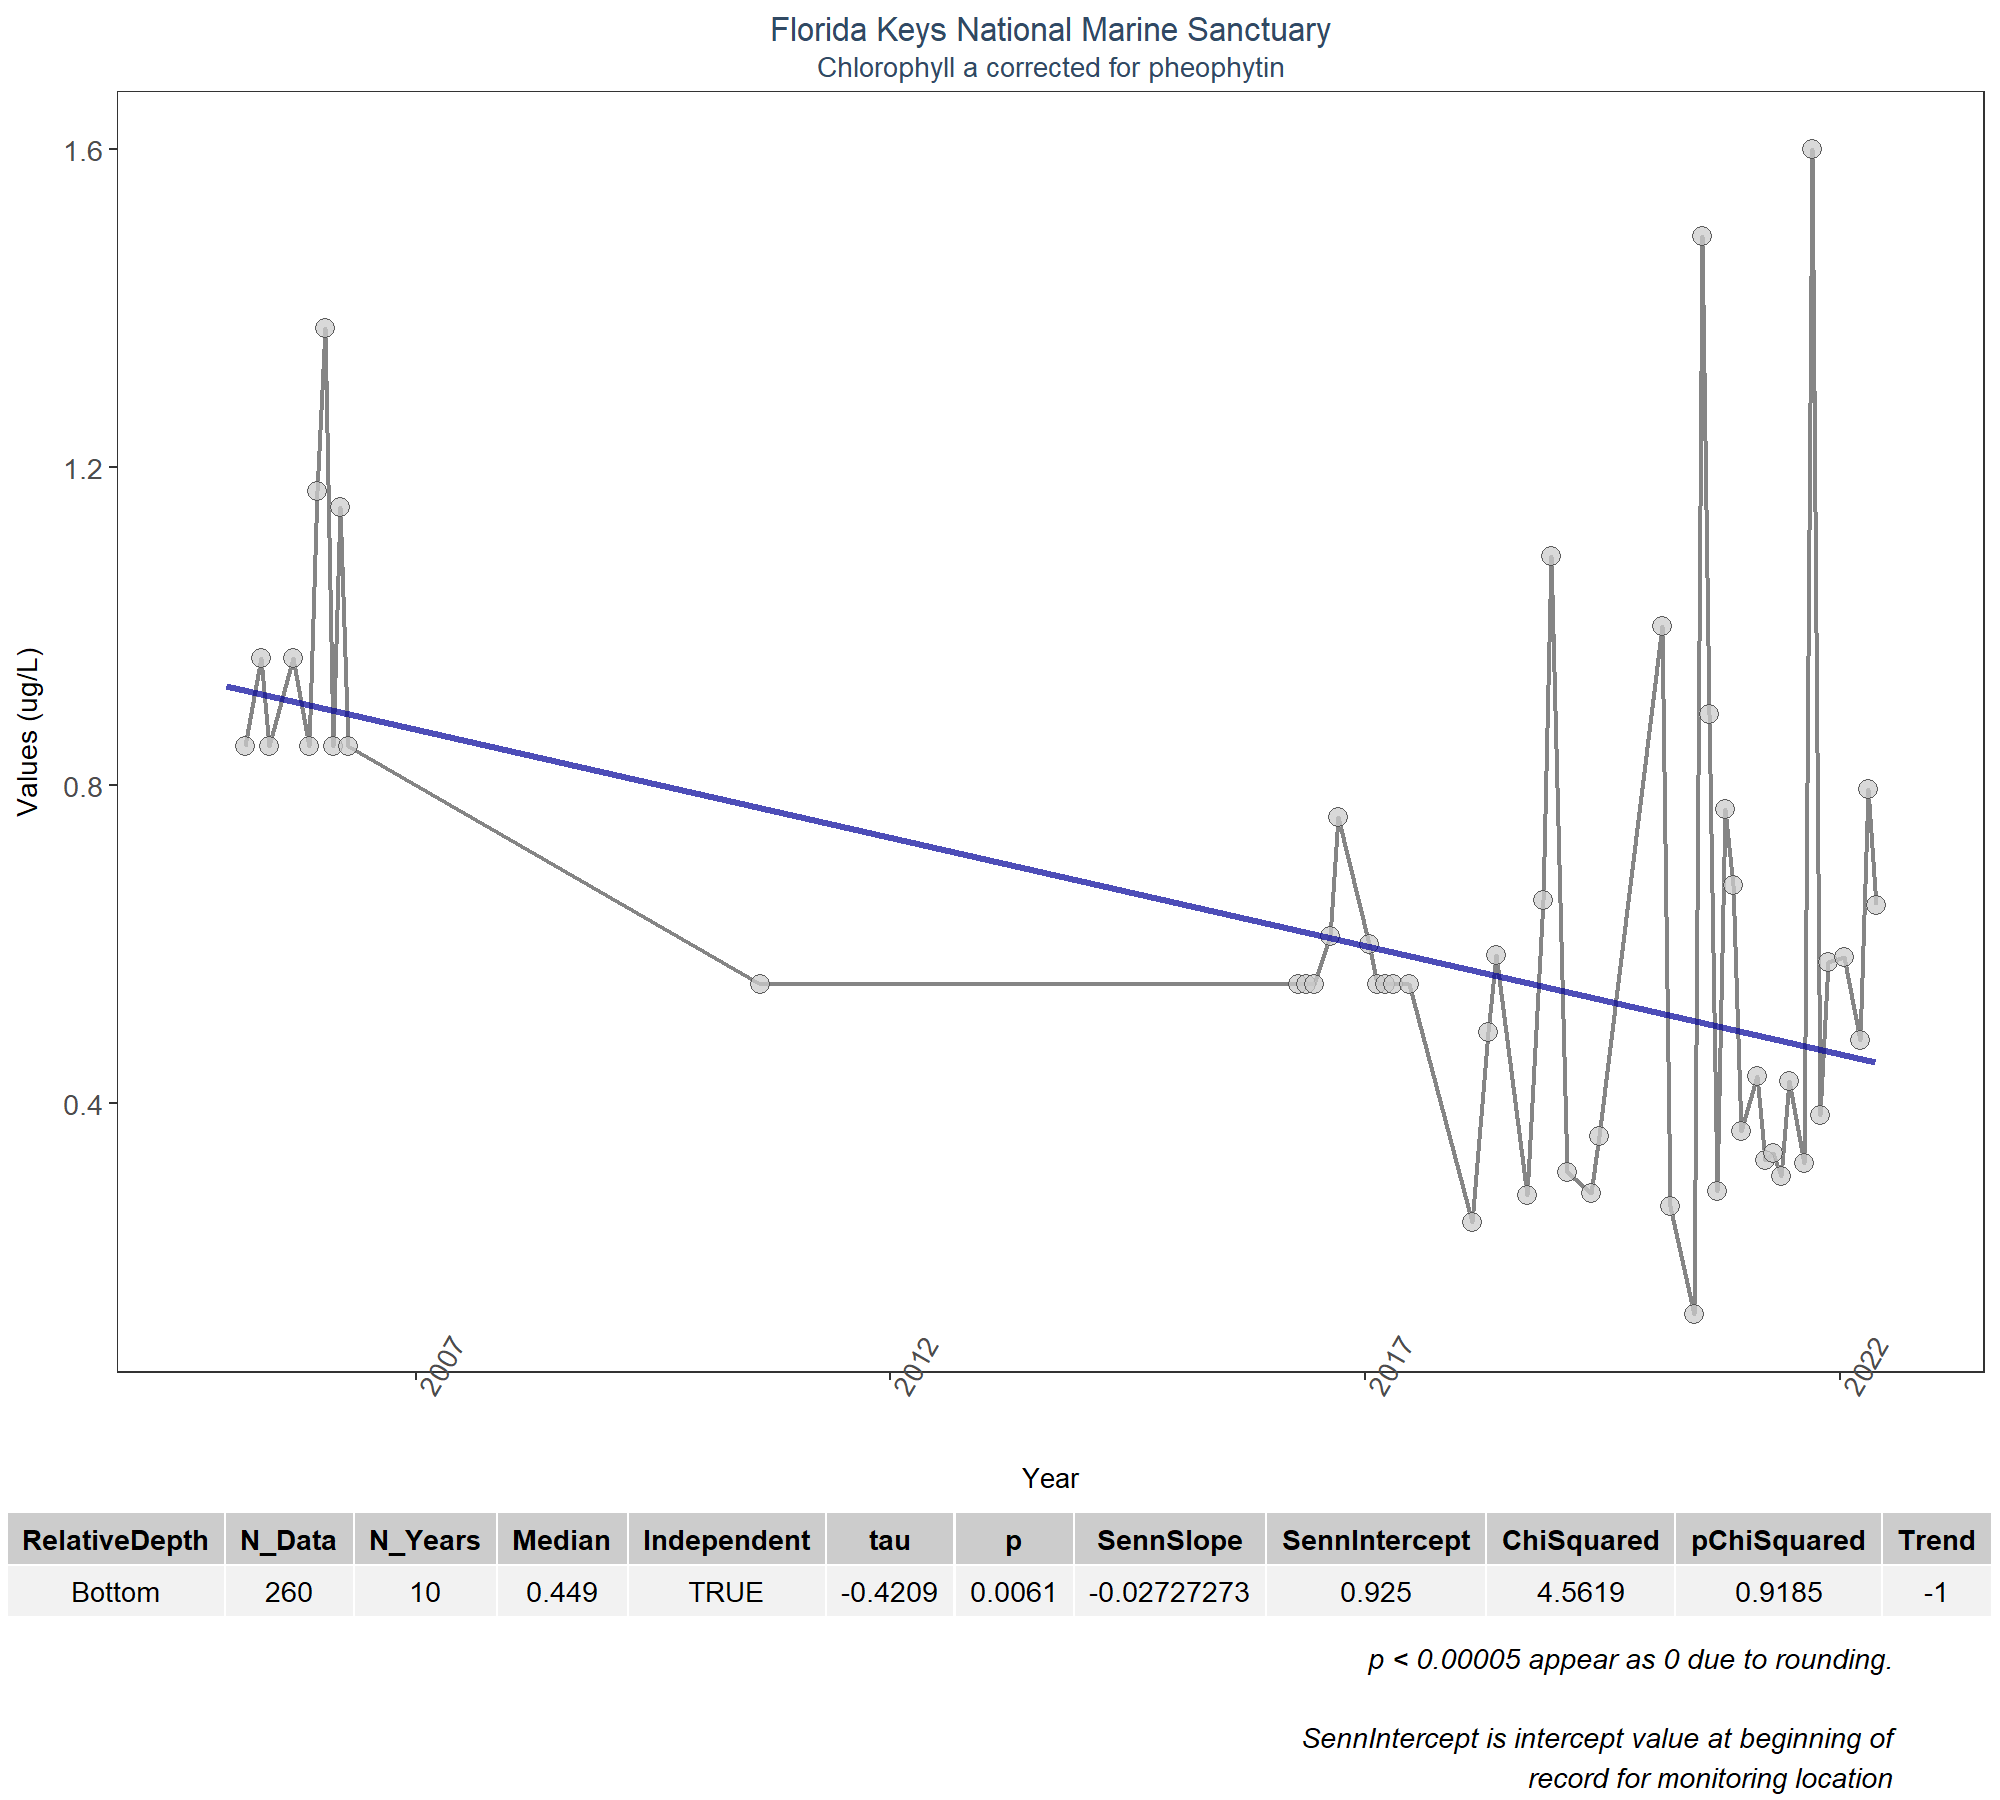 Florida Keys National Marine Sanctuary
Chlorophyll a corrected for pheophytin
Values (ug/L)
1.6
1.2
0.8
0.4
2007 2012 2017 2022
Year
RelativeDepth N_Data N_Years Median Independent tau p SennSlope SennIntercept ChiSquared pChiSquared Trend
Bottom 260 10 0.449 TRUE -0.4209 0.0061 -0.02727273 0.925 4.5619 0.9185 -1
p < 0.00005 appear as 0 due to rounding.
SennIntercept is intercept value at beginning of
record for monitoring location